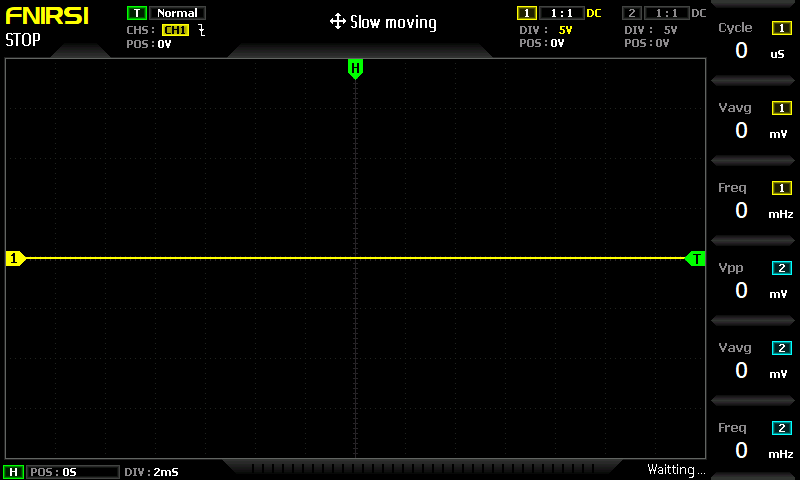 FNIRSI
STOP
T Normal
CHS: CH1
POS: 0V
Slow moving
1 1:1 DC
DIV: 5V
POS: 0V
2 1:1 DC
DIV: 5V
POS: 0V
H
1
T
Cycle 1
0 uS
Vavg 1
0 mV
Freq 1
0 mHz
Vpp 2
0 mV
Vavg 2
0 mV
Freq 2
0 mHz
H POS: 0S DIV: 2mS
Waitting...